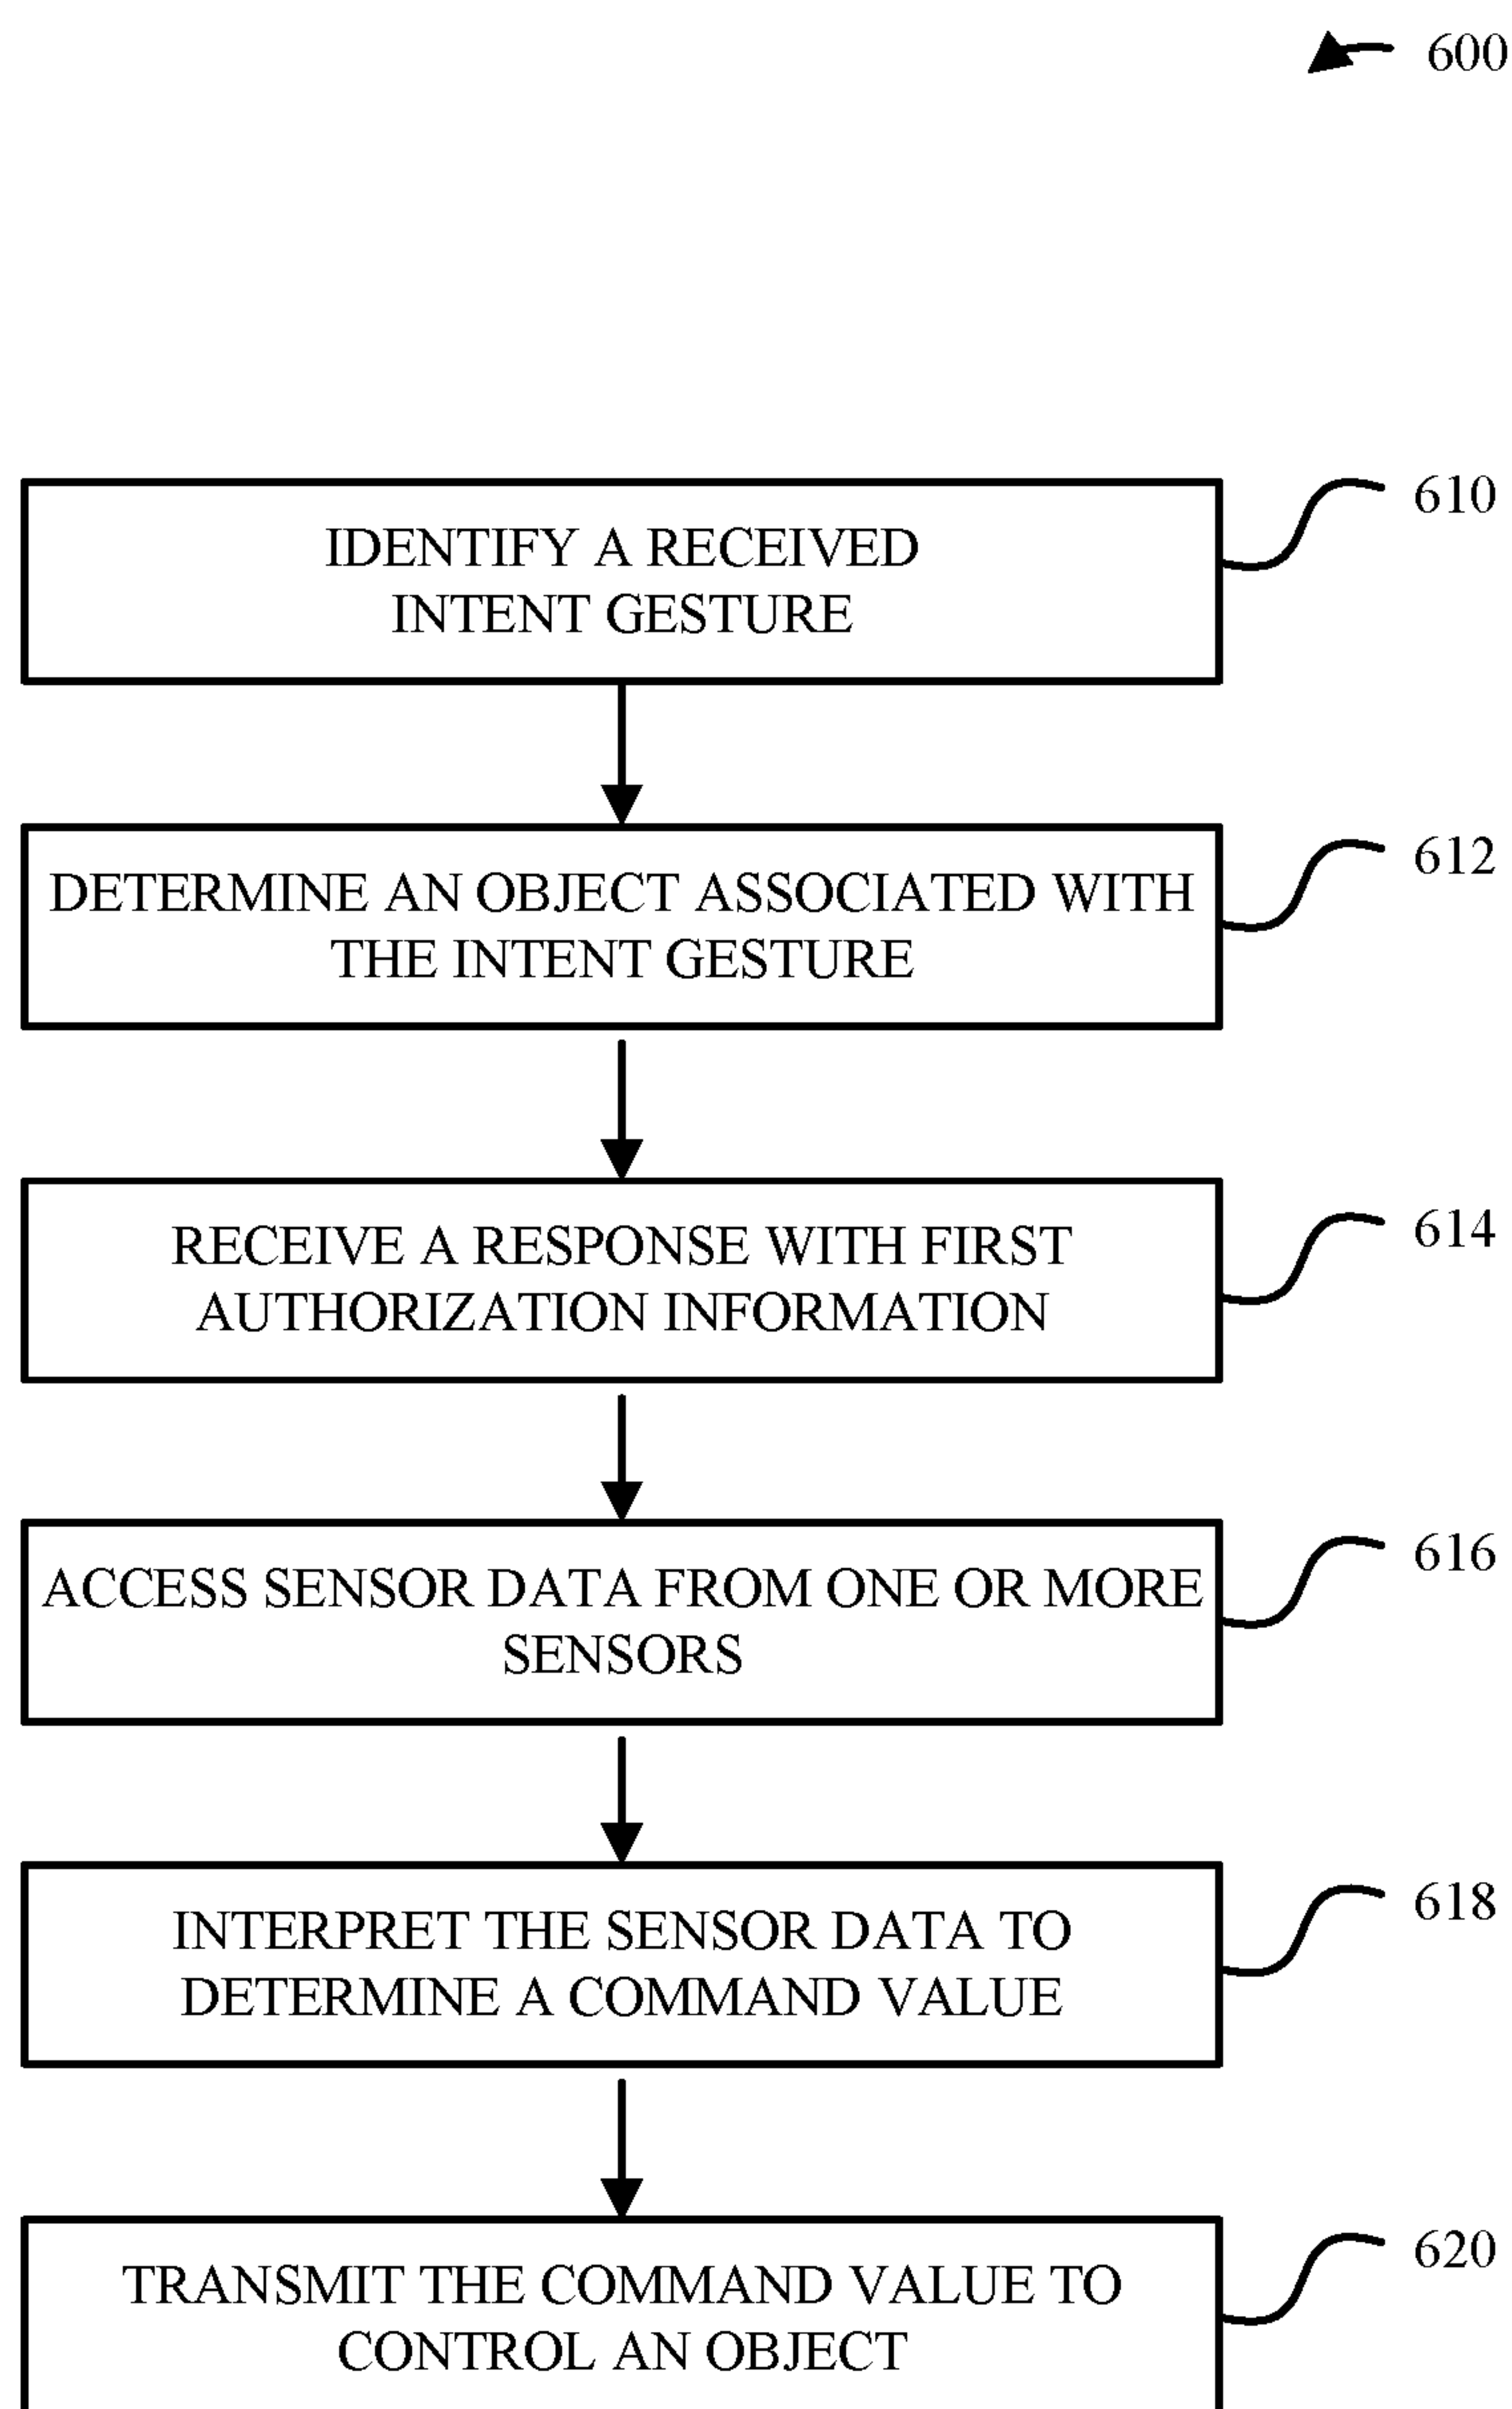 600
IDENTIFY A RECEIVED
INTENT GESTURE
610
DETERMINE AN OBJECT ASSOCIATED WITH
THE INTENT GESTURE
612
RECEIVE A RESPONSE WITH FIRST
AUTHORIZATION INFORMATION
614
ACCESS SENSOR DATA FROM ONE OR MORE
SENSORS
616
INTERPRET THE SENSOR DATA TO
DETERMINE A COMMAND VALUE
618
TRANSMIT THE COMMAND VALUE TO
CONTROL AN OBJECT
620